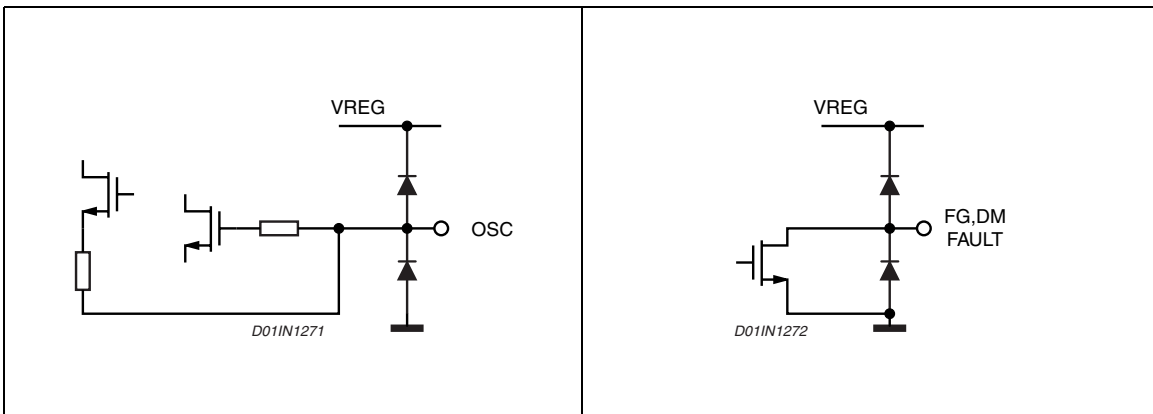 VREG
OSC
D01IN1271
VREG
FG,DM
FAULT
D01IN1272